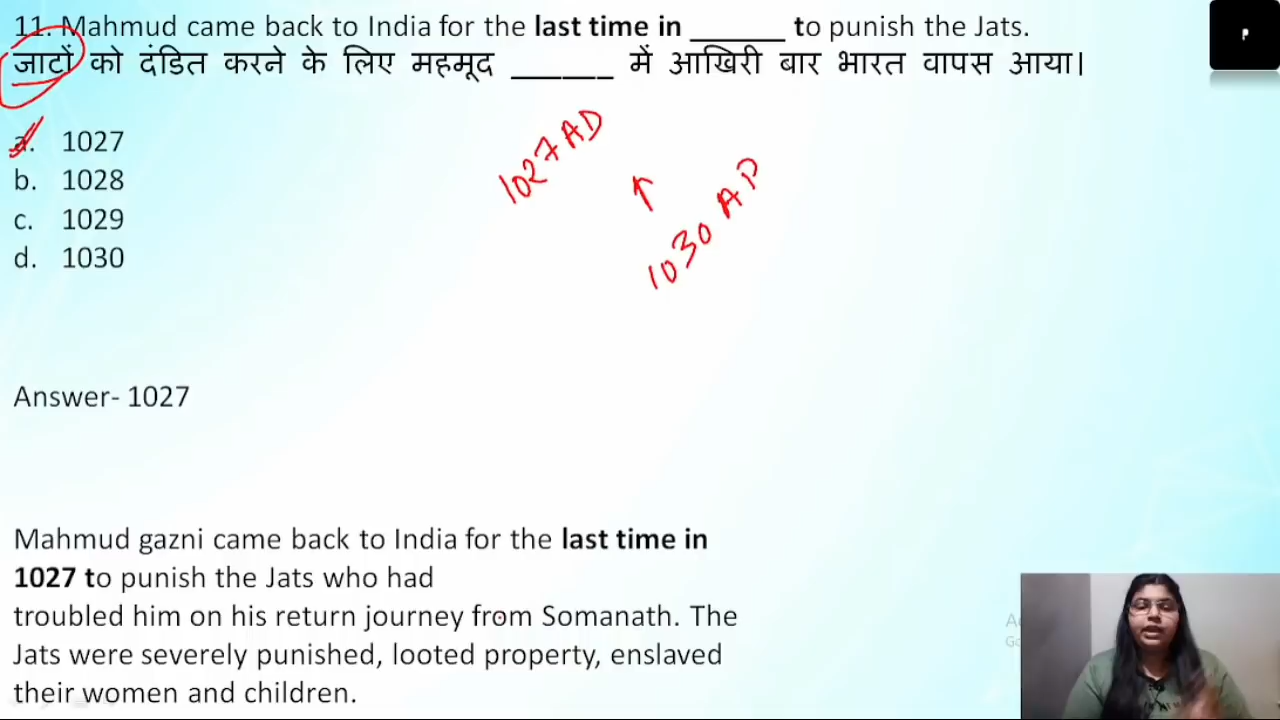 11. Mahmud came back to India for the last time in ______ to punish the Jats.
जाटों को दंडित करने के लिए महमूद ______ में आखिरी बार भारत वापस आया।
a. 1027
b. 1028
c. 1029
d. 1030
1027 AD
1030 AD
Answer- 1027
Mahmud gazni came back to India for the last time in
1027 to punish the Jats who had
troubled him on his return journey from Somanath. The
Jats were severely punished, looted property, enslaved
their women and children.